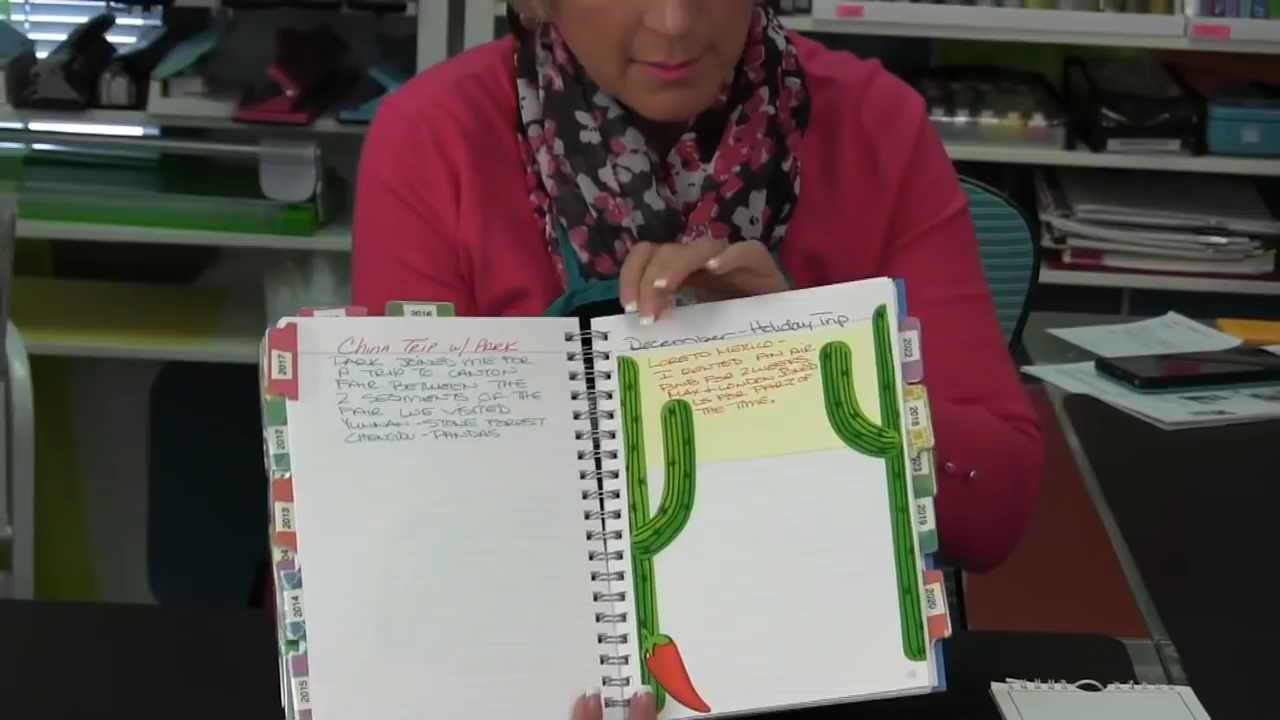 China Trip w/ Park
PARK JOINED ME FOR
A TRIP TO CANTON
FAIR BETWEEN THE
2 SEGMENTS OF THE
FAIR WE VISITED
YUNNAN - STONE FOREST
CHENGDU - PANDAS
December - Holiday Trip
LORETO MEXICO -
I RENTED AN AIR
BNB FOR 2 WEEKS
MAX & LONDON JOINED
US FOR PART OF
THE TIME.
2016
2017
2012
2013
04
2014
2015
2022
2018
2023
2019
2020